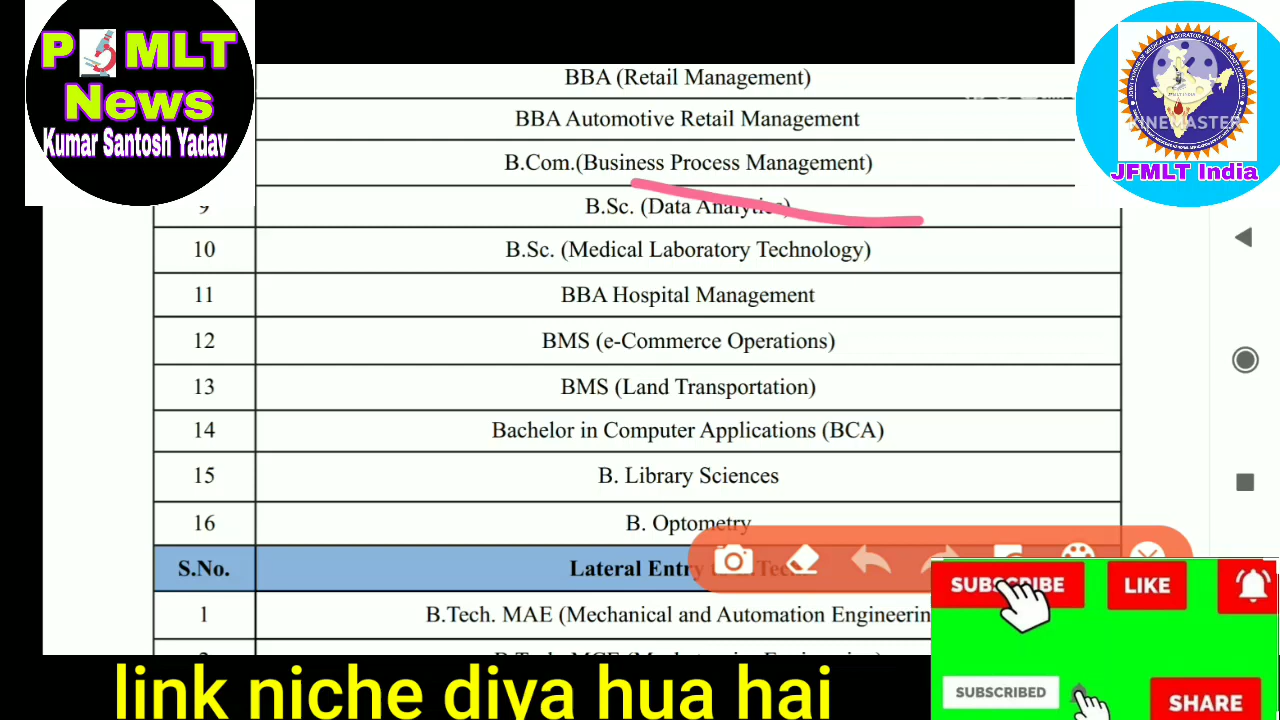 P MLT
News
Kumar Santosh Yadav
BBA (Retail Management)
BBA Automotive Retail Management
B.Com.(Business Process Management)
9 B.Sc. (Data Analytics)
10 B.Sc. (Medical Laboratory Technology)
11 BBA Hospital Management
12 BMS (e-Commerce Operations)
13 BMS (Land Transportation)
14 Bachelor in Computer Applications (BCA)
15 B. Library Sciences
16 B. Optometry
S.No. Lateral Entry
1 B.Tech. MAE (Mechanical and Automation Engineerin
KINEMASTER
JFMLT India
SUBSCRIBE
LIKE
SUBSCRIBED
SHARE
link niche diya hua hai